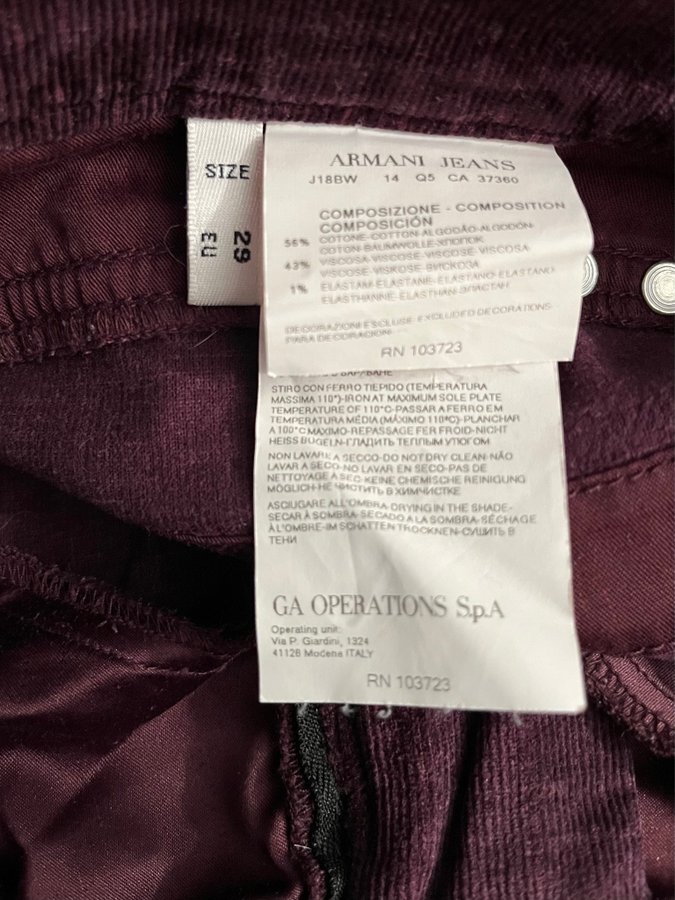 SIZE
29
EU
ARMANI JEANS
J18BW 14 Q5 CA 37360
COMPOSIZIONE - COMPOSITION
COMPOSICIÓN
56% COTONE-COTTON-ALGODÃO-ALGODÓN-
COTON-BAUMWOLLE-ХЛОПОК
43% VISCOSA-VISCOSE-VISCOSE-VISCOSA-
VISCOSE-VISKOSE-ВИСКОЗА
1% ELASTAM-ELASTANE-ELASTANO-ELASTANO-
ELASTHANNE-ELASTHAN-ЭЛАСТАН
DECORAZIONI ESCLUSE-EXCLUDED DECORATIONS-
PARA DE CORACION
RN 103723
STIRO CON FERRO TIEPIDO (TEMPERATURA
MASSIMA 110°)-IRON AT MAXIMUM SOLE PLATE
TEMPERATURE OF 110°C-PASSAR A FERRO EM
TEMPERATURA MÉDIA (MÁXIMO 110ºC)-PLANCHAR
A 100°C MAXIMO-REPASSAGE FER FROID-NICHT
HEISS BUGELN-ГЛАДИТЬ ТЕПЛЫМ УТЮГОМ
NON LAVARE A SECCO-DO NOT DRY CLEAN-NÃO
LAVAR A SECO-NO LAVAR EN SECO-PAS DE
NETTOYAGE A SEC-KEINE CHEMISCHE REINIGUNG
MÖGLICH-НЕ ЧИСТИТЬ В ХИМЧИСТКЕ
ASCIUGARE ALL'OMBRA-DRYING IN THE SHADE-
SECAR À SOMBRA-SECADO A LA SOMBRA-SÉCHAGE
À L'OMBRE-IM SCHATTEN TROCKNEN-СУШИТЬ В
ТЕНИ
GA OPERATIONS S.p.A
Operating unit:
Via P. Giardini, 1324
41126 Modena ITALY
RN 103723